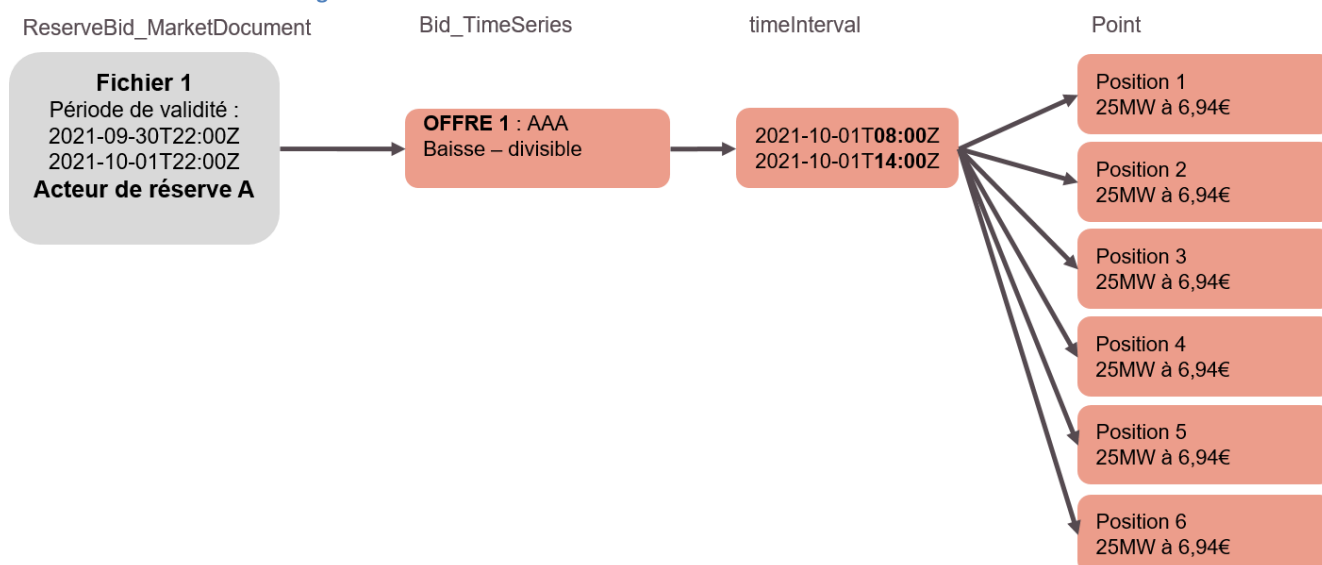 ReserveBid_MarketDocument
Bid_TimeSeries
timeInterval
Point
Fichier 1
Période de validité :
2021-09-30T22:00Z
2021-10-01T22:00Z
Acteur de réserve A
OFFRE 1 : AAA
Baisse – divisible
2021-10-01T08:00Z
2021-10-01T14:00Z
Position 1
25MW à 6,94€
Position 2
25MW à 6,94€
Position 3
25MW à 6,94€
Position 4
25MW à 6,94€
Position 5
25MW à 6,94€
Position 6
25MW à 6,94€